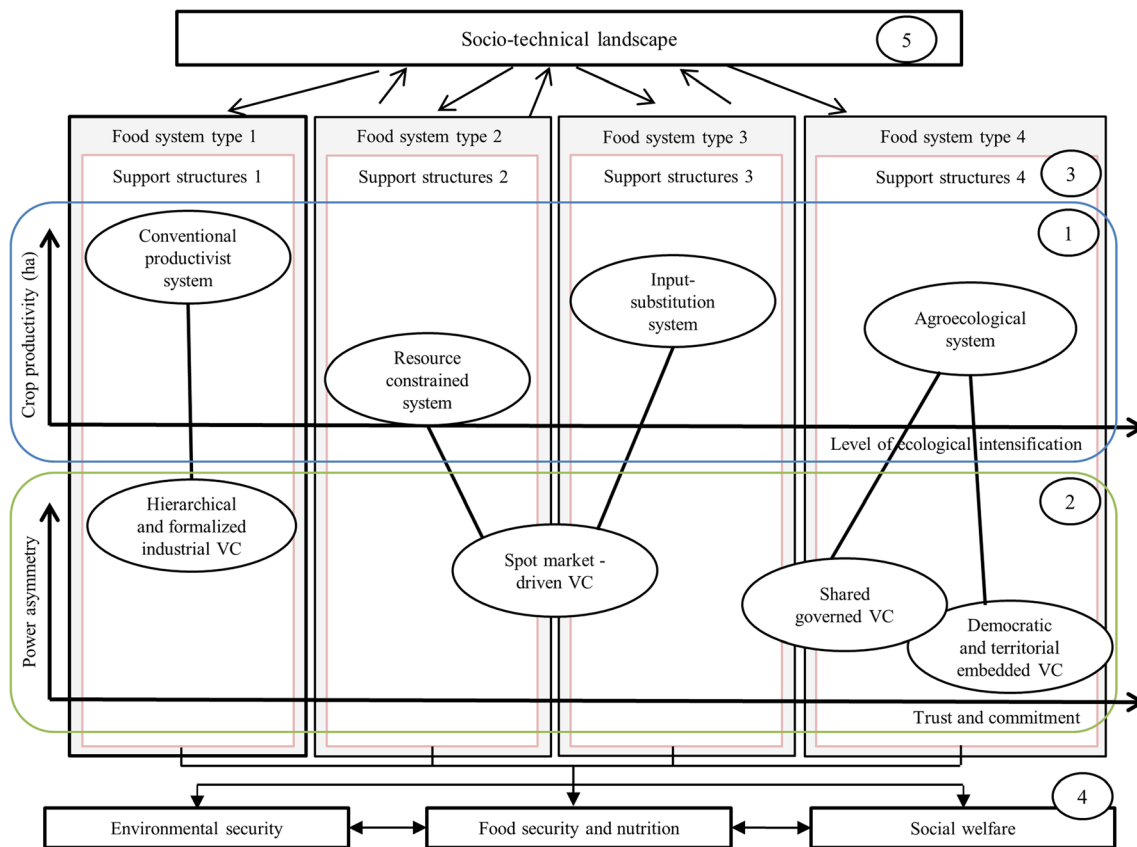 Socio-technical landscape
5
Food system type 1
Food system type 2
Food system type 3
Food system type 4
Support structures 1
Support structures 2
Support structures 3
Support structures 4
3
1
Crop productivity (ha)
Conventional
productivist
system
Resource
constrained
system
Input-
substitution
system
Agroecological
system
Level of ecological intensification
2
Power asymmetry
Hierarchical
and formalized
industrial VC
Spot market -
driven VC
Shared
governed VC
Democratic
and territorial
embedded VC
Trust and commitment
4
Environmental security
Food security and nutrition
Social welfare